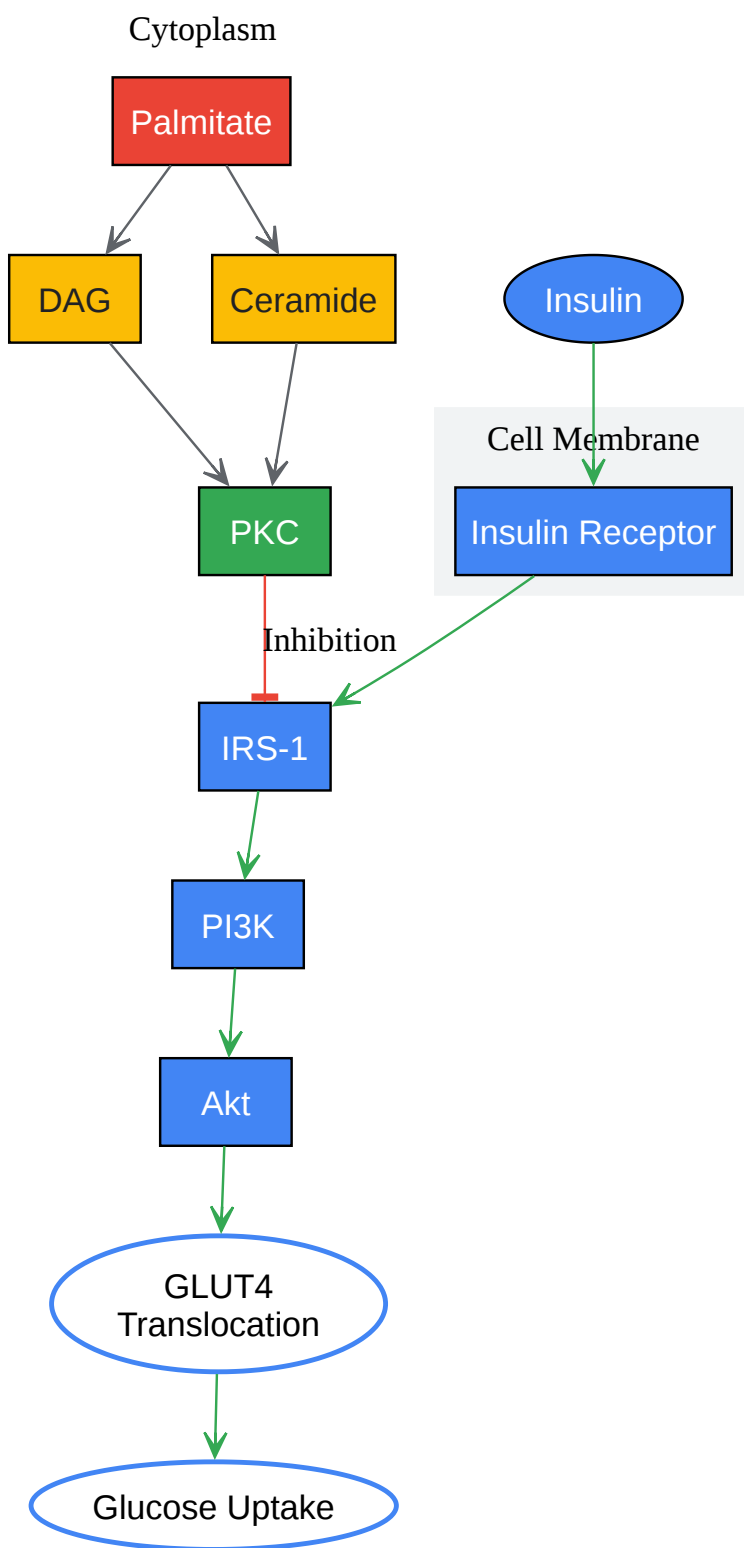 Cytoplasm
Palmitate
DAG
Ceramide
Insulin
Cell Membrane
PKC
Insulin Receptor
Inhibition
IRS-1
PI3K
Akt
GLUT4
Translocation
Glucose Uptake